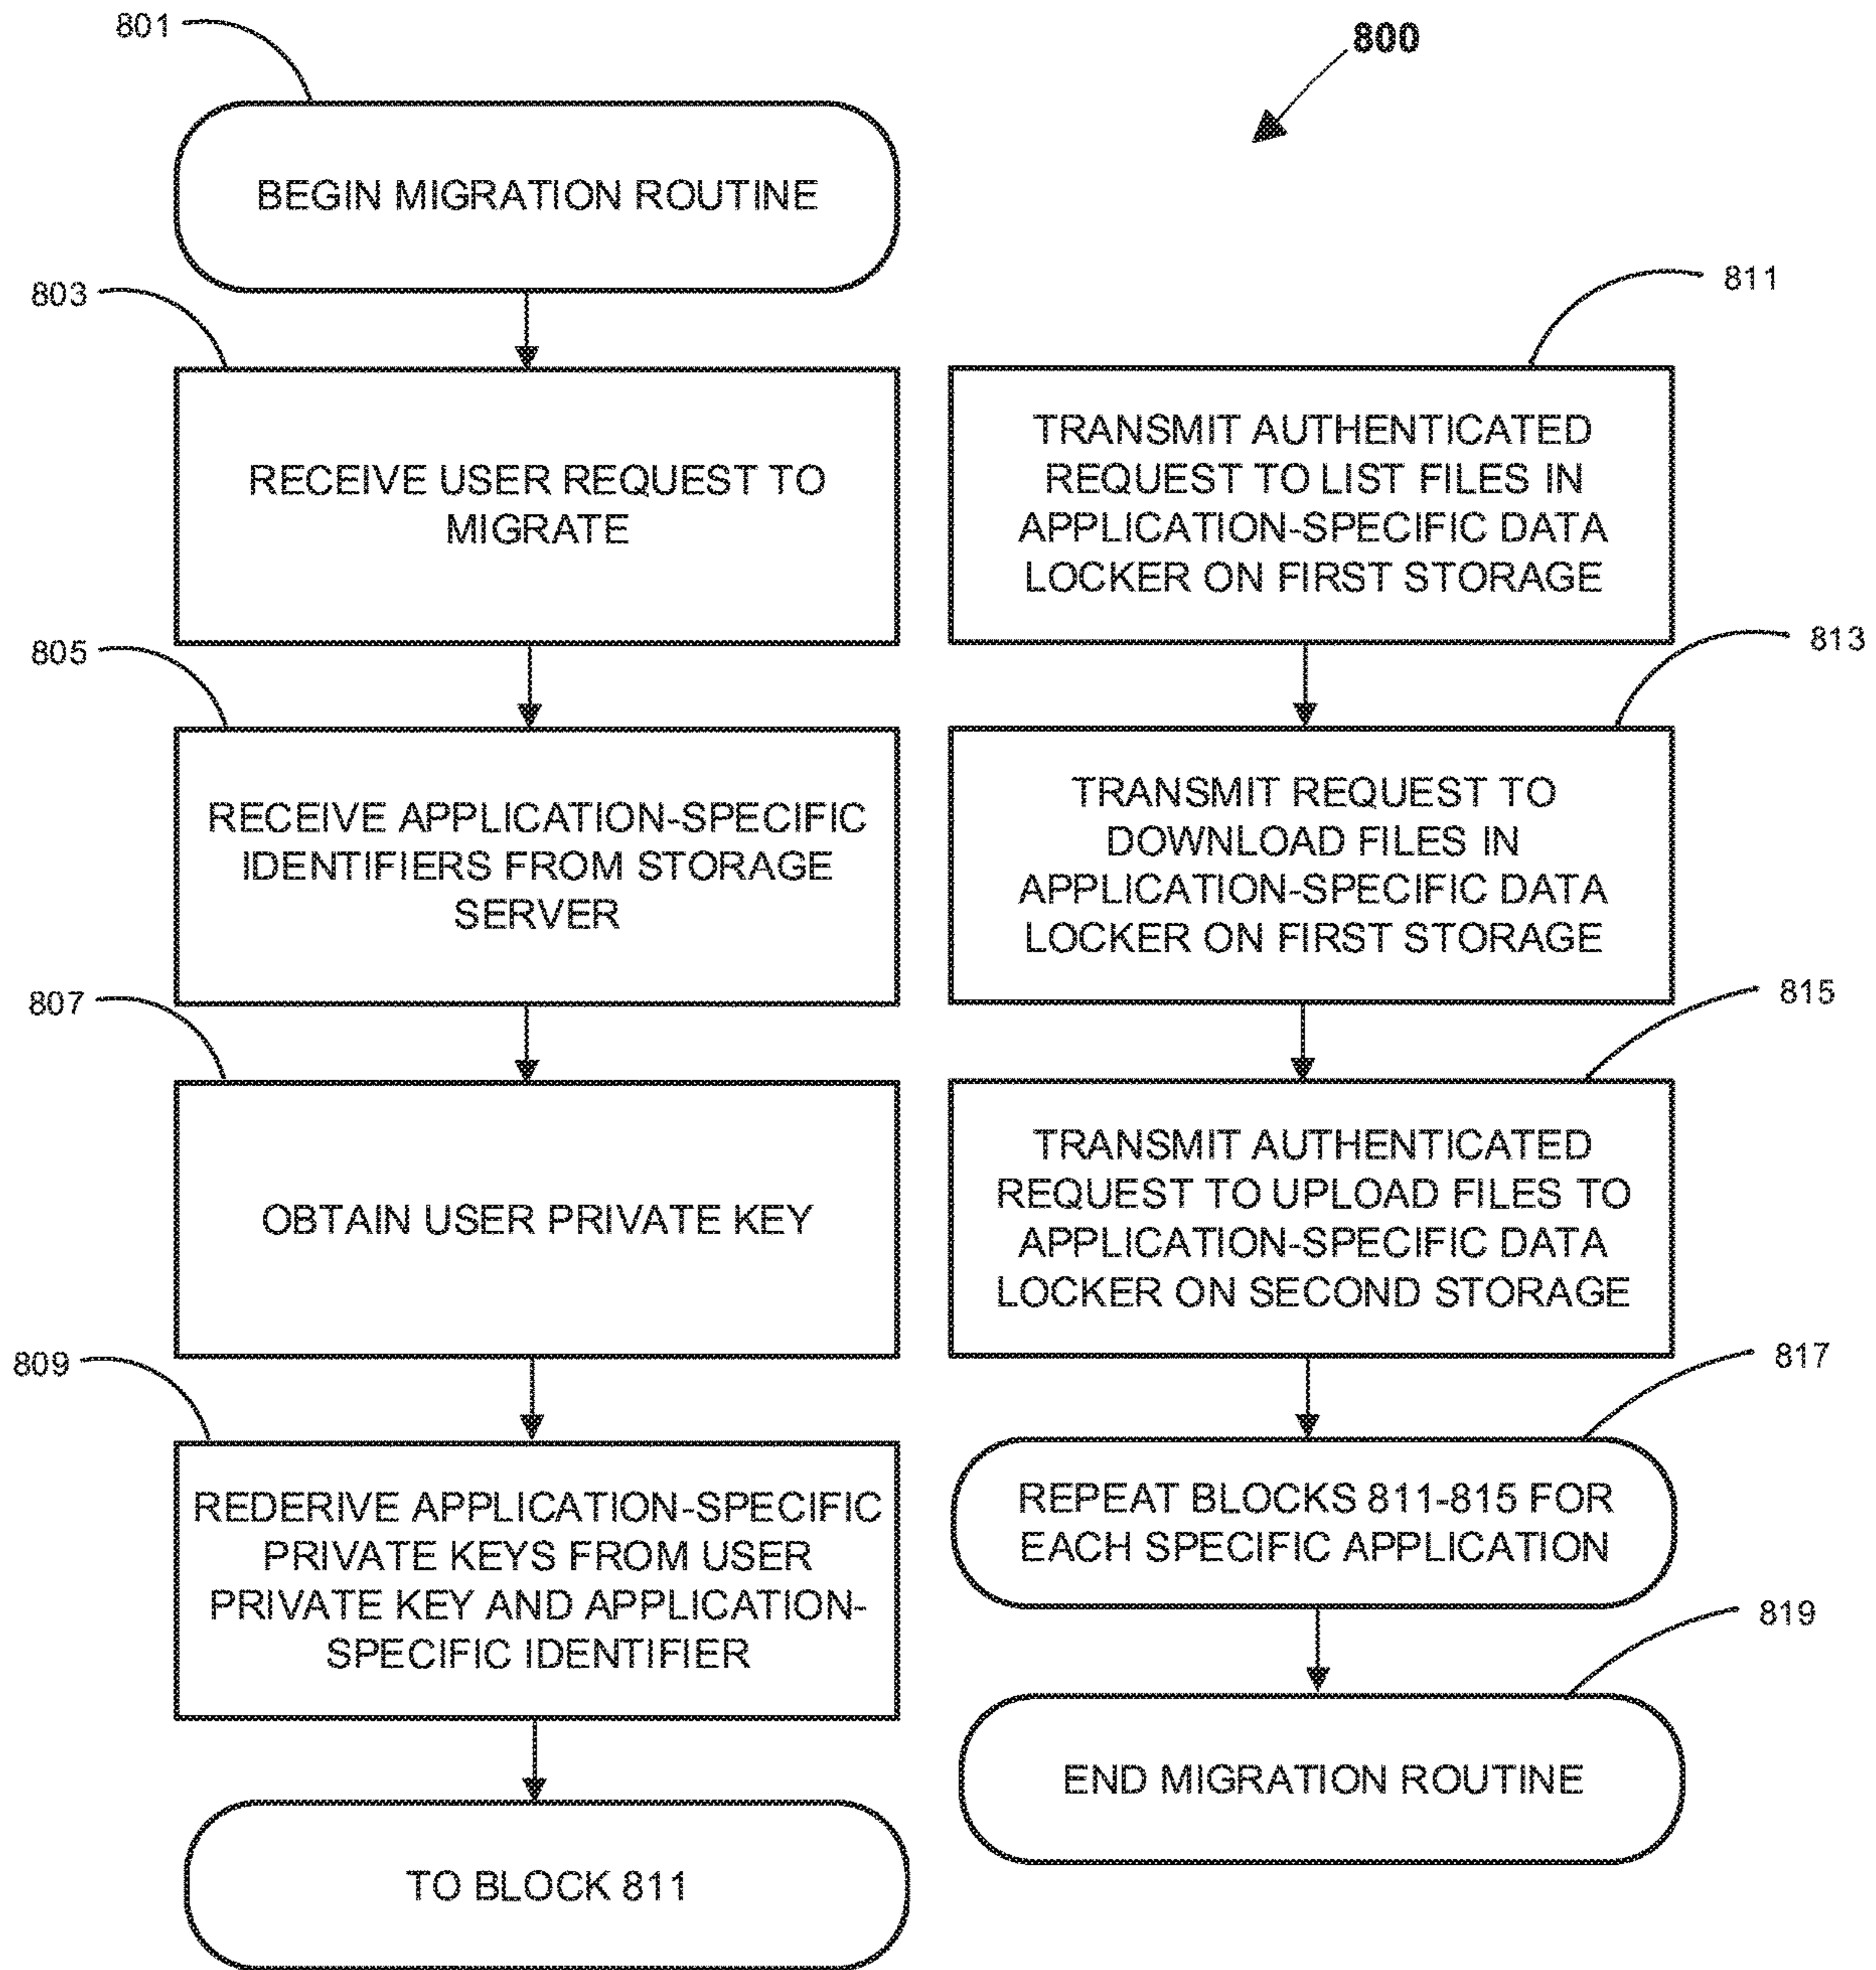 801
800
BEGIN MIGRATION ROUTINE
803
RECEIVE USER REQUEST TO
MIGRATE
805
RECEIVE APPLICATION-SPECIFIC
IDENTIFIERS FROM STORAGE
SERVER
807
OBTAIN USER PRIVATE KEY
809
REDERIVE APPLICATION-SPECIFIC
PRIVATE KEYS FROM USER
PRIVATE KEY AND APPLICATION-
SPECIFIC IDENTIFIER
TO BLOCK 811
811
TRANSMIT AUTHENTICATED
REQUEST TO LIST FILES IN
APPLICATION-SPECIFIC DATA
LOCKER ON FIRST STORAGE
813
TRANSMIT REQUEST TO
DOWNLOAD FILES IN
APPLICATION-SPECIFIC DATA
LOCKER ON FIRST STORAGE
815
TRANSMIT AUTHENTICATED
REQUEST TO UPLOAD FILES TO
APPLICATION-SPECIFIC DATA
LOCKER ON SECOND STORAGE
817
REPEAT BLOCKS 811-815 FOR
EACH SPECIFIC APPLICATION
819
END MIGRATION ROUTINE